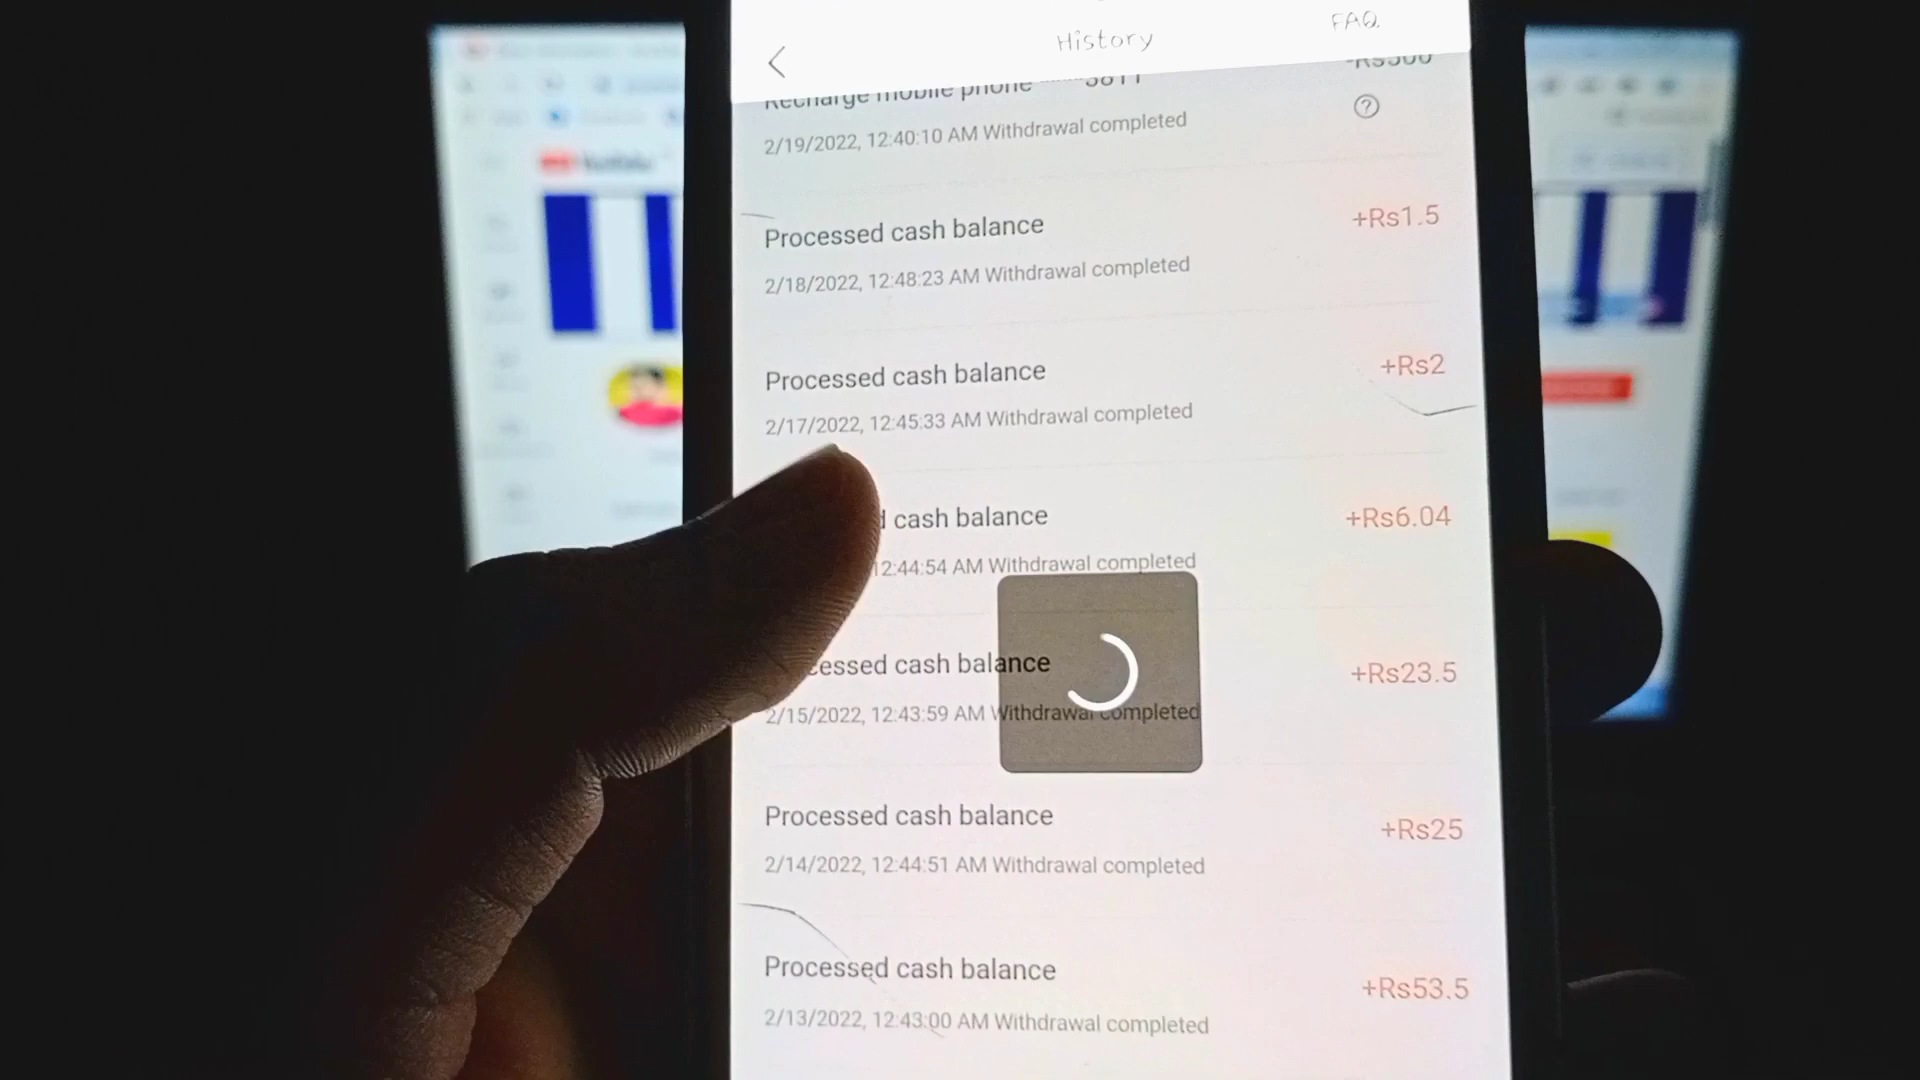 History
FAQ
Recharge mobile phone
-Rs500
2/19/2022, 12:40:10 AM Withdrawal completed
Processed cash balance
+Rs1.5
2/18/2022, 12:48:23 AM Withdrawal completed
Processed cash balance
+Rs2
2/17/2022, 12:45:33 AM Withdrawal completed
cash balance
+Rs6.04
12:44:54 AM Withdrawal completed
cessed cash balance
+Rs23.5
2/15/2022, 12:43:59 AM Withdrawal completed
Processed cash balance
+Rs25
2/14/2022, 12:44:51 AM Withdrawal completed
Processed cash balance
+Rs53.5
2/13/2022, 12:43:00 AM Withdrawal completed